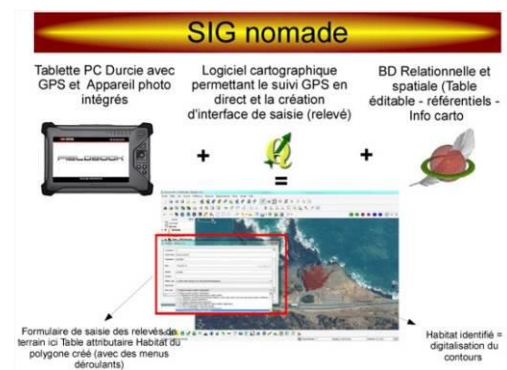 SIG nomade
Tablette PC Durcie avec
GPS et Appareil photo
intégrés
Logiciel cartographique
permettant le suivi GPS en
direct et la création
d'interface de saisie (relevé)
BD Relationnelle et
spatiale (Table
éditable - référentiels -
Info carto
FIELDBOOK
+
+
=
Formulaire de saisie des relevés de
terrain ici Table attributaire Habitat du
polygone créé (avec des menus
déroulants)
Habitat identifié =
digitalisation du
contours